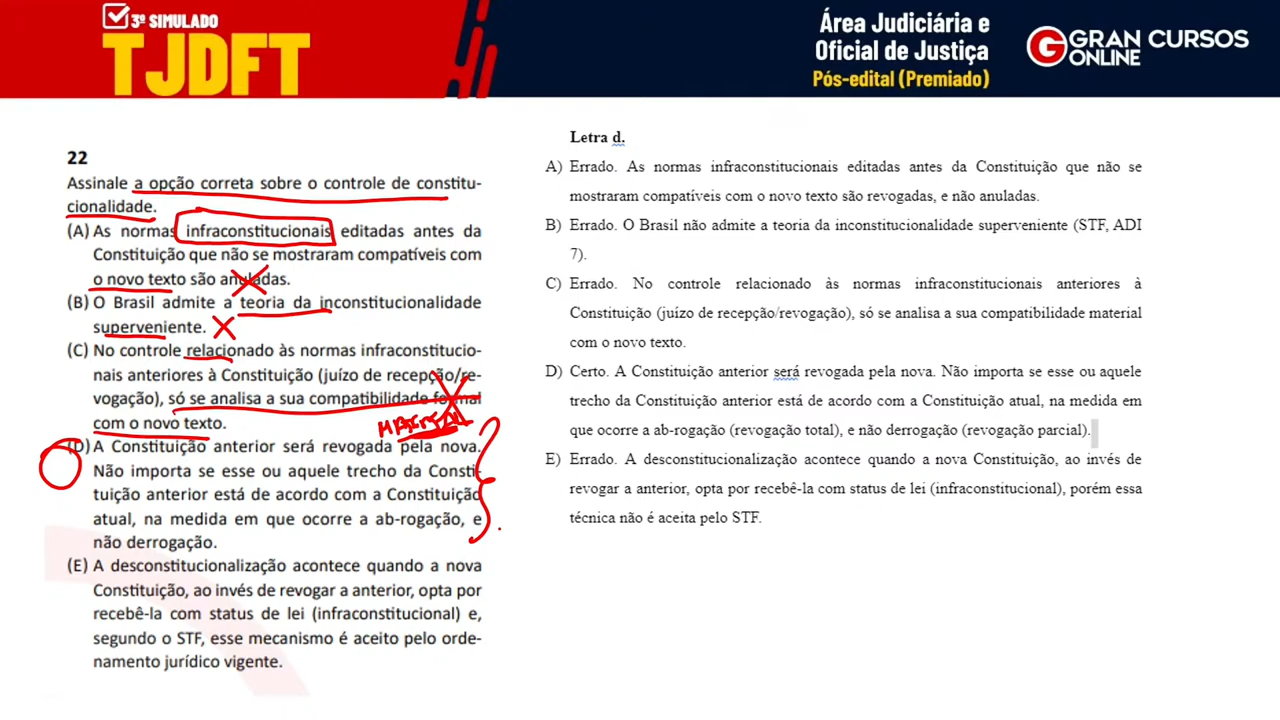 3º SIMULADO
TJDFT
Área Judiciária e
Oficial de Justiça
Pós-edital (Premiado)
GRAN CURSOS
ONLINE
22
Assinale a opção correta sobre o controle de constitu-
cionalidade.
(A) As normas infraconstitucionais editadas antes da
Constituição que não se mostraram compatíveis com
o novo texto são anuladas.
(B) O Brasil admite a teoria da inconstitucionalidade
superveniente.
(C) No controle relacionado às normas infraconstitucio-
nais anteriores à Constituição (juízo de recepção/re-
vogação), só se analisa a sua compatibilidade formal
com o novo texto.
MATERIAL
(D) A Constituição anterior será revogada pela nova.
Não importa se esse ou aquele trecho da Consti-
tuição anterior está de acordo com a Constituição
atual, na medida em que ocorre a ab-rogação, e
não derrogação.
(E) A desconstitucionalização acontece quando a nova
Constituição, ao invés de revogar a anterior, opta por
recebê-la com status de lei (infraconstitucional) e,
segundo o STF, esse mecanismo é aceito pelo orde-
namento jurídico vigente.
Letra d.
A) Errado. As normas infraconstitucionais editadas antes da Constituição que não se
mostraram compatíveis com o novo texto são revogadas, e não anuladas.
B) Errado. O Brasil não admite a teoria da inconstitucionalidade superveniente (STF, ADI
7).
C) Errado. No controle relacionado às normas infraconstitucionais anteriores à
Constituição (juízo de recepção/revogação), só se analisa a sua compatibilidade material
com o novo texto.
D) Certo. A Constituição anterior será revogada pela nova. Não importa se esse ou aquele
trecho da Constituição anterior está de acordo com a Constituição atual, na medida em
que ocorre a ab-rogação (revogação total), e não derrogação (revogação parcial).
E) Errado. A desconstitucionalização acontece quando a nova Constituição, ao invés de
revogar a anterior, opta por recebê-la com status de lei (infraconstitucional), porém essa
técnica não é aceita pelo STF.